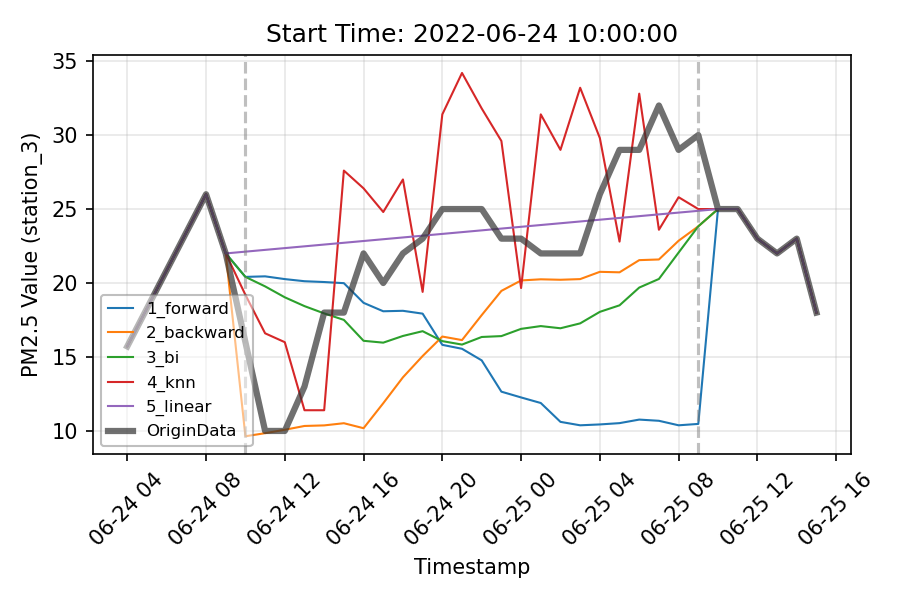 Start Time: 2022-06-24 10:00:00
PM2.5 Value (station_3)
35
30
25
20
15
10
1_forward
2_backward
3_bi
4_knn
5_linear
OriginData
06-24 04
06-24 08
06-24 12
06-24 16
06-24 20
06-25 00
06-25 04
06-25 08
06-25 12
06-25 16
Timestamp